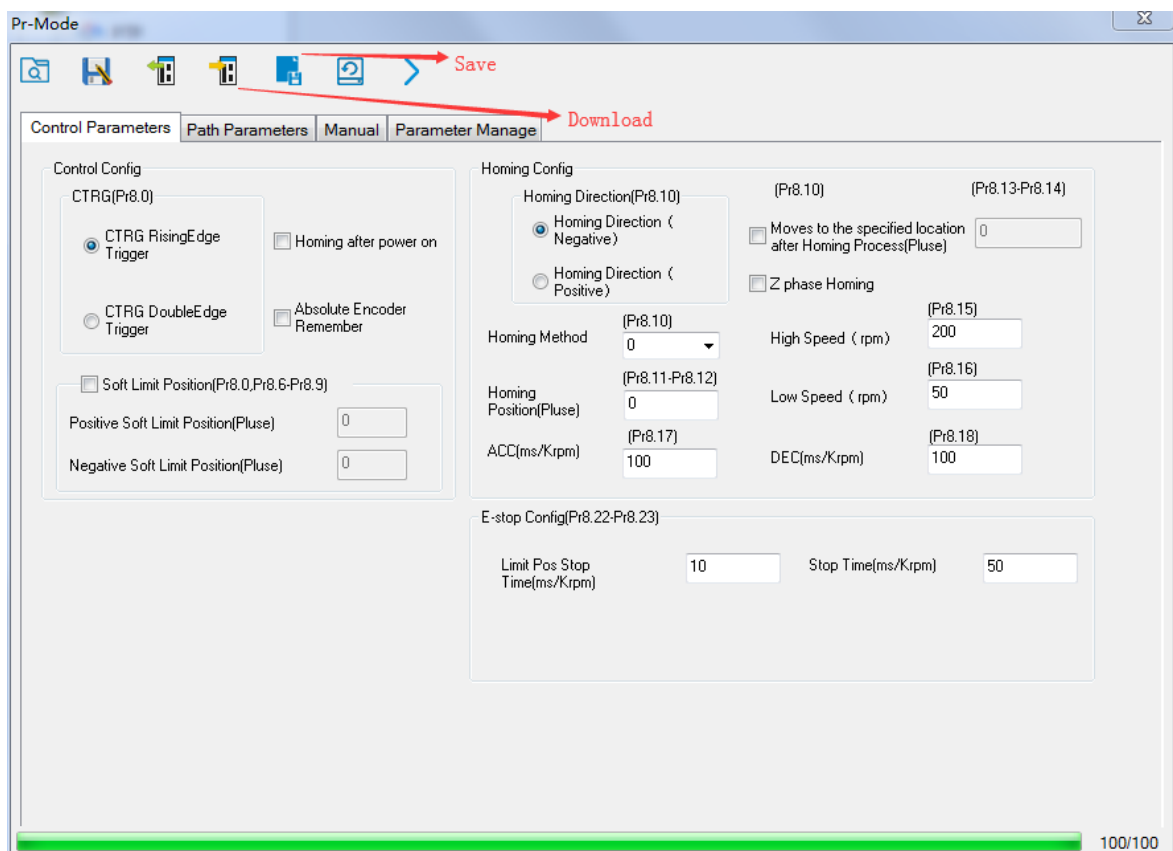 Pr-Mode
Save
Download
Control Parameters
Path Parameters
Manual
Parameter Manage
Control Config
CTRG(Pr8.0)
CTRG RisingEdge
Trigger
Homing after power on
CTRG DoubleEdge
Trigger
Absolute Encoder
Remember
Soft Limit Position(Pr8.0,Pr8.6-Pr8.9)
Positive Soft Limit Position(Pluse)
0
Negative Soft Limit Position(Pluse)
0
Homing Config
Homing Direction(Pr8.10)
Homing Direction (
Negative)
Homing Direction (
Positive)
(Pr8.10)
(Pr8.13-Pr8.14)
Moves to the specified location
after Homing Process(Pluse)
0
Z phase Homing
Homing Method
(Pr8.10)
0
High Speed (rpm)
(Pr8.15)
200
Homing
Position(Pluse)
(Pr8.11-Pr8.12)
0
Low Speed (rpm)
(Pr8.16)
50
ACC(ms/Krpm)
(Pr8.17)
100
DEC(ms/Krpm)
(Pr8.18)
100
E-stop Config(Pr8.22-Pr8.23)
Limit Pos Stop
Time(ms/Krpm)
10
Stop Time(ms/Krpm)
50
100/100